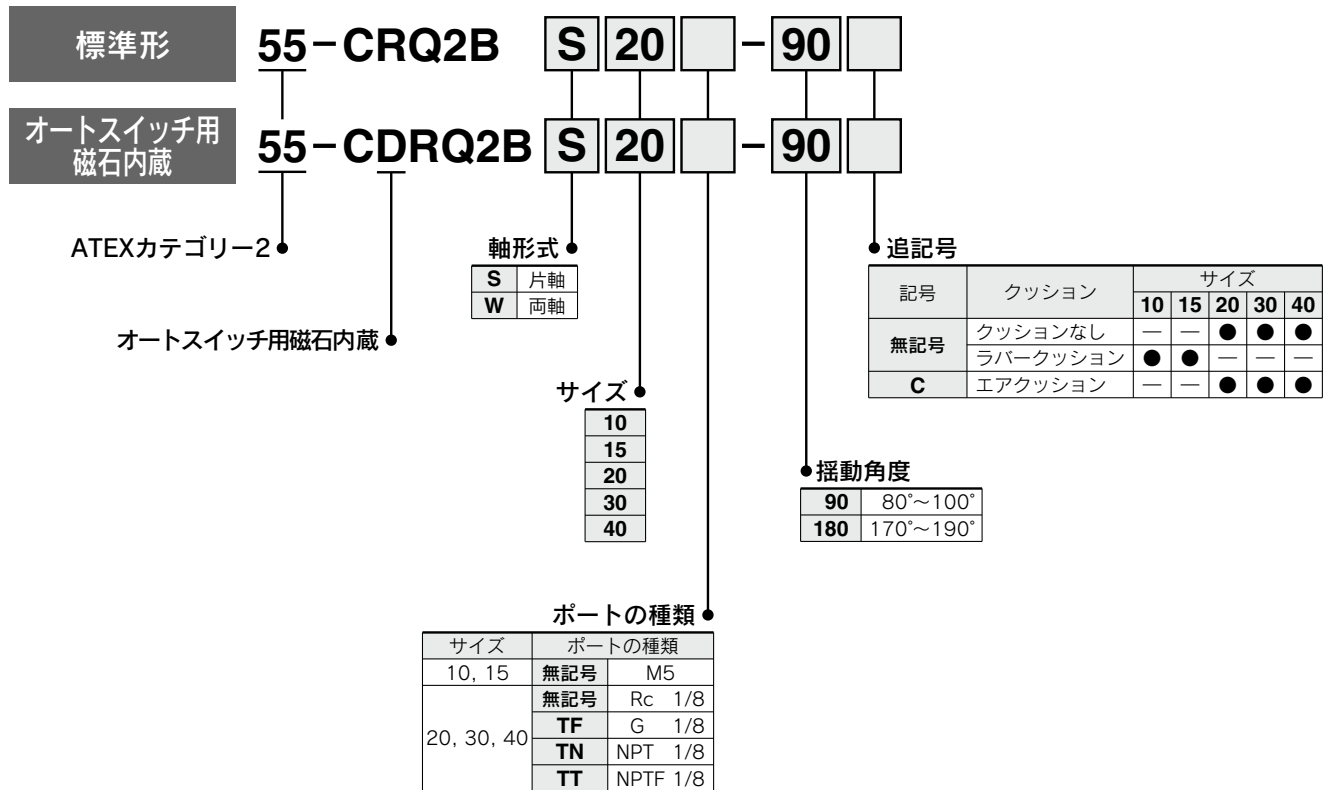 標準形 55-CRQ2B S 20 - 90
オートスイッチ用
磁石内蔵 55-CDRQ2B S 20 - 90
ATEXカテゴリー2
オートスイッチ用磁石内蔵
軸形式
S 片軸
W 両軸
サイズ
10
15
20
30
40
ポートの種類
サイズ ポートの種類
10, 15 無記号 M5
20, 30, 40 無記号 Rc 1/8
TF G 1/8
TN NPT 1/8
TT NPTF 1/8
揺動角度
90 80°~100°
180 170°~190°
追記号
記号 クッション サイズ
10 15 20 30 40
無記号 クッションなし — — ● ● ●
ラバークッション ● ● — — —
C エアクッション — — ● ● ●